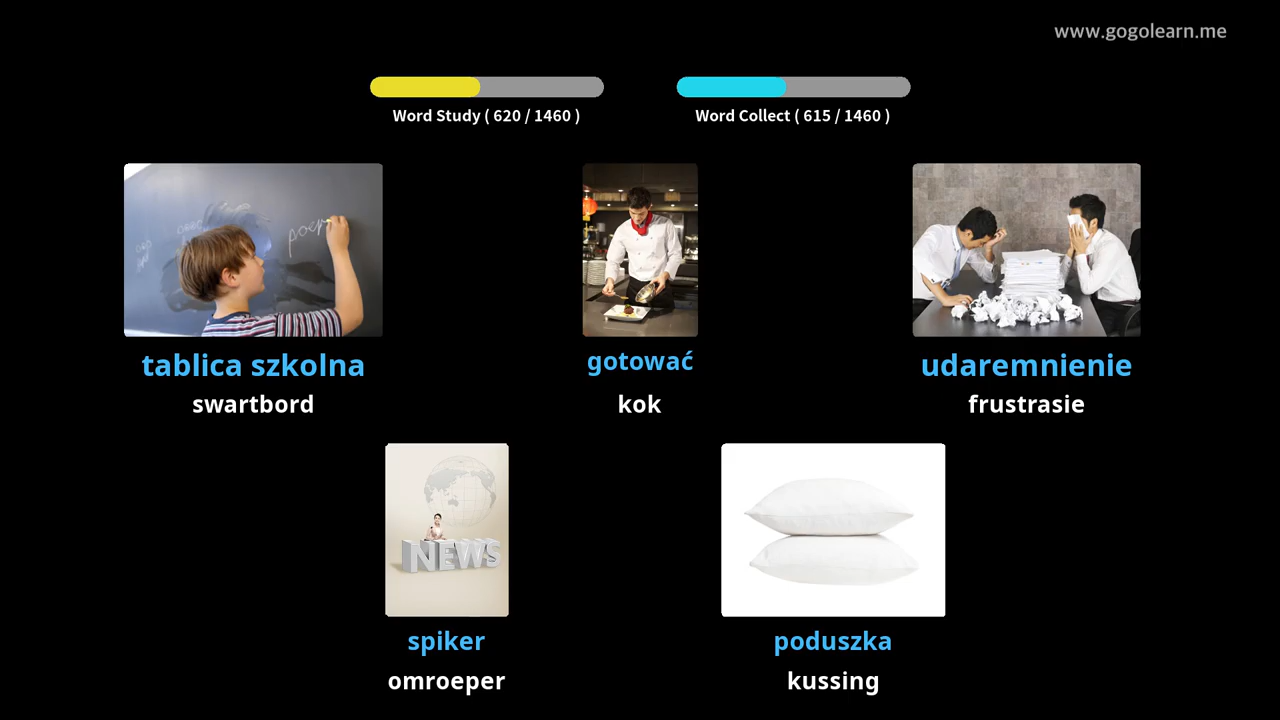 www.gogolearn.me
Word Study ( 620 / 1460 )
Word Collect ( 615 / 1460 )
poer
tablica szkolna
gotować
udaremnienie
swartbord
kok
frustrasie
NEWS
spiker
poduszka
omroeper
kussing